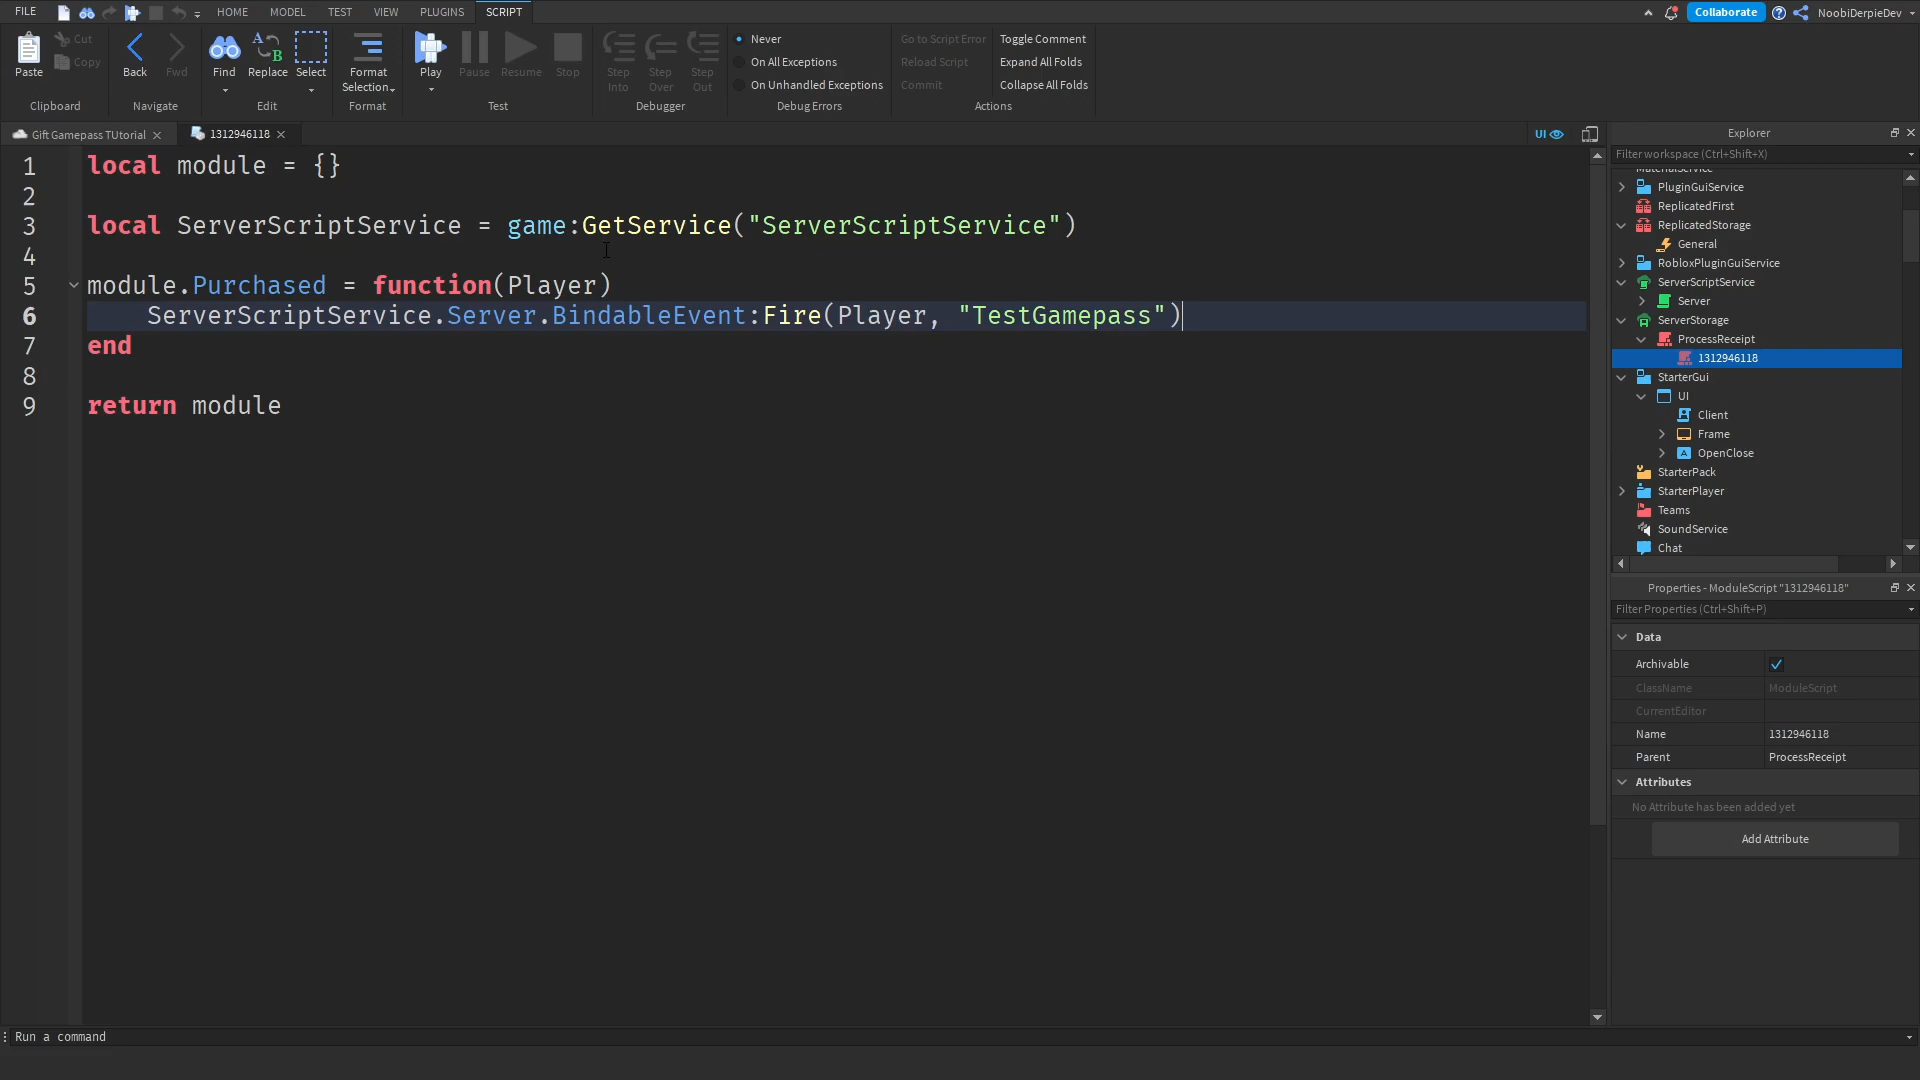 FILE HOME MODEL TEST VIEW PLUGINS SCRIPT Collaborate NoobiDerpieDev
Paste
Cut
Copy
Clipboard
Back
Fwd
Navigate
Find
Replace
Select
Edit
Format
Selection
Format
Play
Pause
Resume
Stop
Test
Step
Into
Step
Over
Step
Out
Debugger
Never
On All Exceptions
On Unhandled Exceptions
Debug Errors
Go to Script Error
Reload Script
Commit
Toggle Comment
Expand All Folds
Collapse All Folds
Actions
Gift Gamepass TUtorial
1312946118
UI
1 local module = {}
2
3 local ServerScriptService = game:GetService("ServerScriptService")
4
5 module.Purchased = function(Player)
6 ServerScriptService.Server.BindableEvent:Fire(Player, "TestGamepass")
7 end
8
9 return module
Explorer
Filter workspace (Ctrl+Shift+X)
MaterialService
PluginGuiService
ReplicatedFirst
ReplicatedStorage
General
RobloxPluginGuiService
ServerScriptService
Server
ServerStorage
ProcessReceipt
1312946118
StarterGui
UI
Client
Frame
OpenClose
StarterPack
StarterPlayer
Teams
SoundService
Chat
Properties - ModuleScript "1312946118"
Filter Properties (Ctrl+Shift+P)
Data
Archivable
ClassName ModuleScript
CurrentEditor
Name 1312946118
Parent ProcessReceipt
Attributes
No Attribute has been added yet
Add Attribute
Run a command